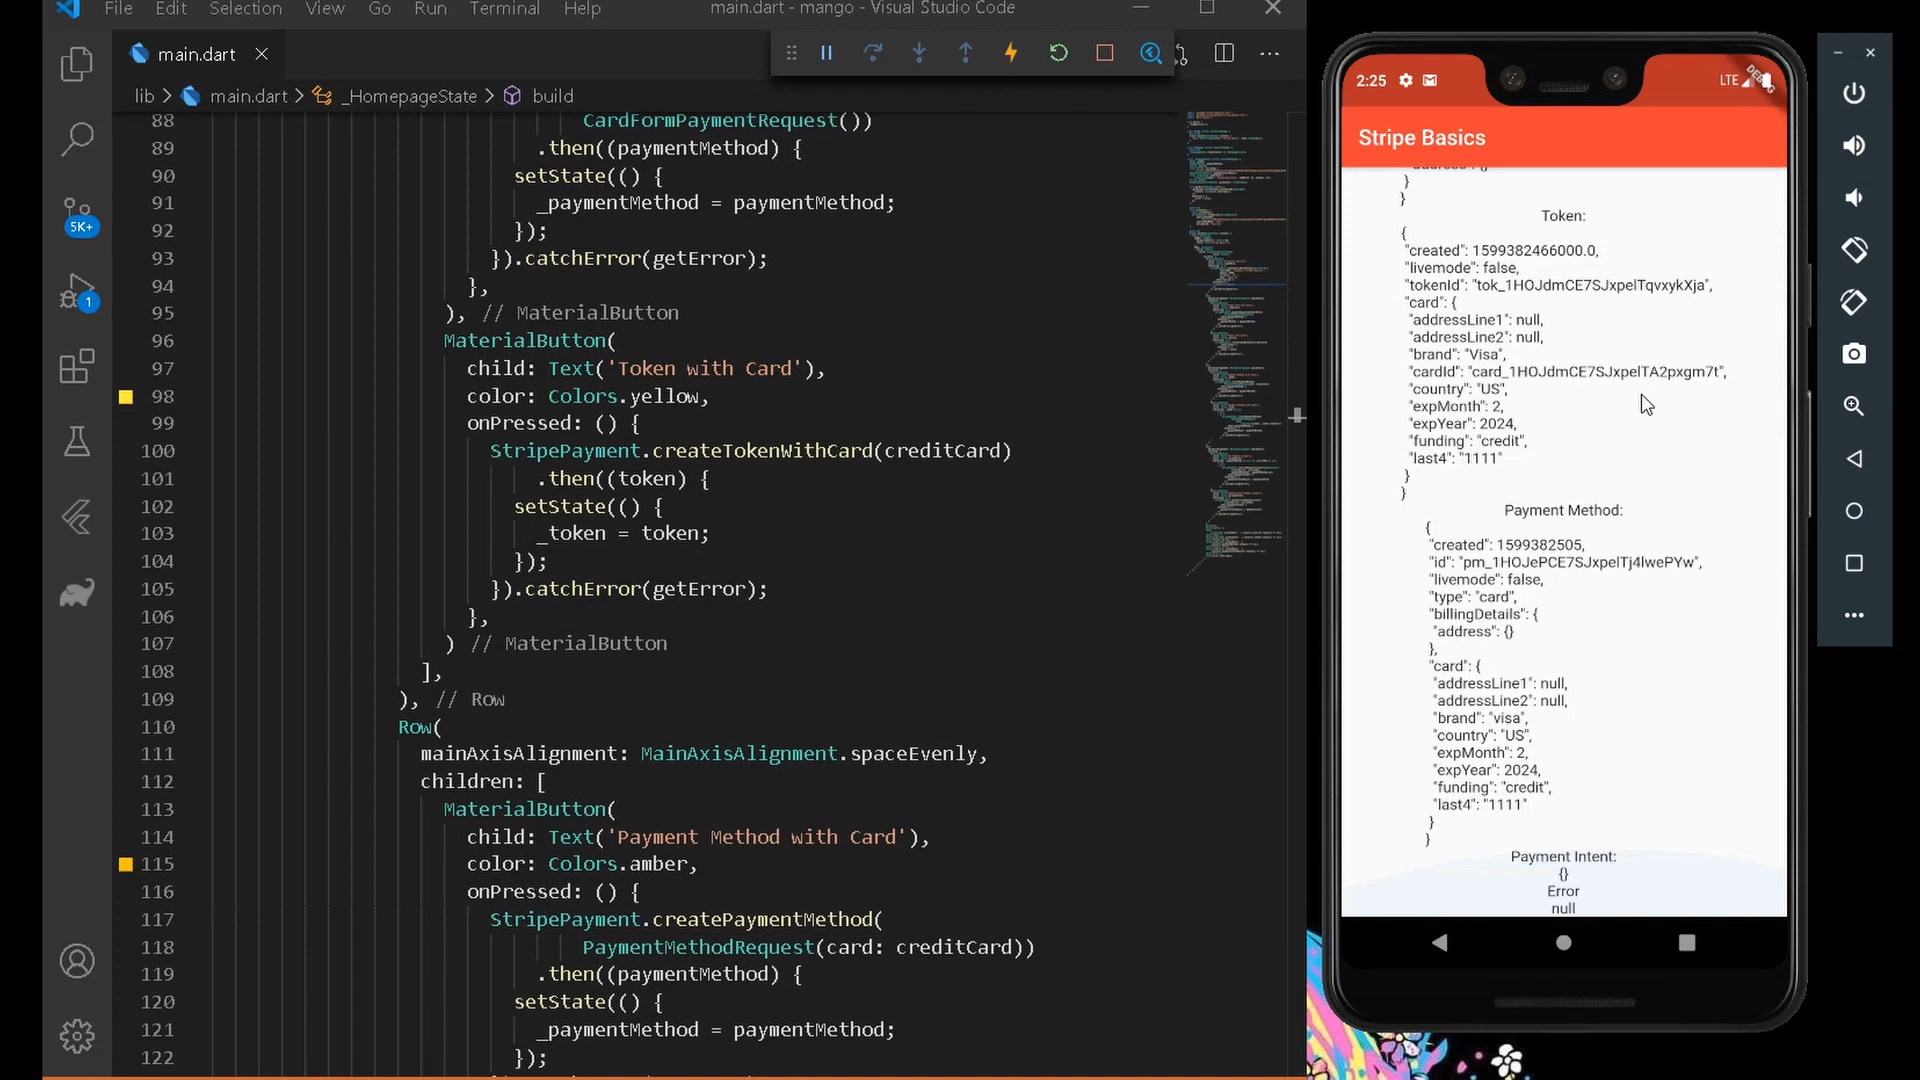 File Edit Selection View Go Run Terminal Help main.dart - mango - Visual Studio Code
main.dart
lib > main.dart > _HomepageState > build
5K+
1
88 CardFormPaymentRequest())
89 .then((paymentMethod) {
90 setState(() {
91 _paymentMethod = paymentMethod;
92 });
93 }).catchError(getError);
94 },
95 ), // MaterialButton
96 MaterialButton(
97 child: Text('Token with Card'),
98 color: Colors.yellow,
99 onPressed: () {
100 StripePayment.createTokenWithCard(creditCard)
101 .then((token) {
102 setState(() {
103 _token = token;
104 });
105 }).catchError(getError);
106 },
107 ) // MaterialButton
108 ],
109 ), // Row
110 Row(
111 mainAxisAlignment: MainAxisAlignment.spaceEvenly,
112 children: [
113 MaterialButton(
114 child: Text('Payment Method with Card'),
115 color: Colors.amber,
116 onPressed: () {
117 StripePayment.createPaymentMethod(
118 PaymentMethodRequest(card: creditCard))
119 .then((paymentMethod) {
120 setState(() {
121 _paymentMethod = paymentMethod;
122 });
2:25 LTE
DEBUG
Stripe Basics
}
}
Token:
{
"created": 1599382466000.0,
"livemode": false,
"tokenId": "tok_1HOJdmCE7SJxpelTqvxykXja",
"card": {
"addressLine1": null,
"addressLine2": null,
"brand": "Visa",
"cardId": "card_1HOJdmCE7SJxpelTA2pxgm7t",
"country": "US",
"expMonth": 2,
"expYear": 2024,
"funding": "credit",
"last4": "1111"
}
}
Payment Method:
{
"created": 1599382505,
"id": "pm_1HOJePCE7SJxpelTj4lwePYw",
"livemode": false,
"type": "card",
"billingDetails": {
"address": {}
},
"card": {
"addressLine1": null,
"addressLine2": null,
"brand": "visa",
"country": "US",
"expMonth": 2,
"expYear": 2024,
"funding": "credit",
"last4": "1111"
}
}
Payment Intent:
{}
Error
null